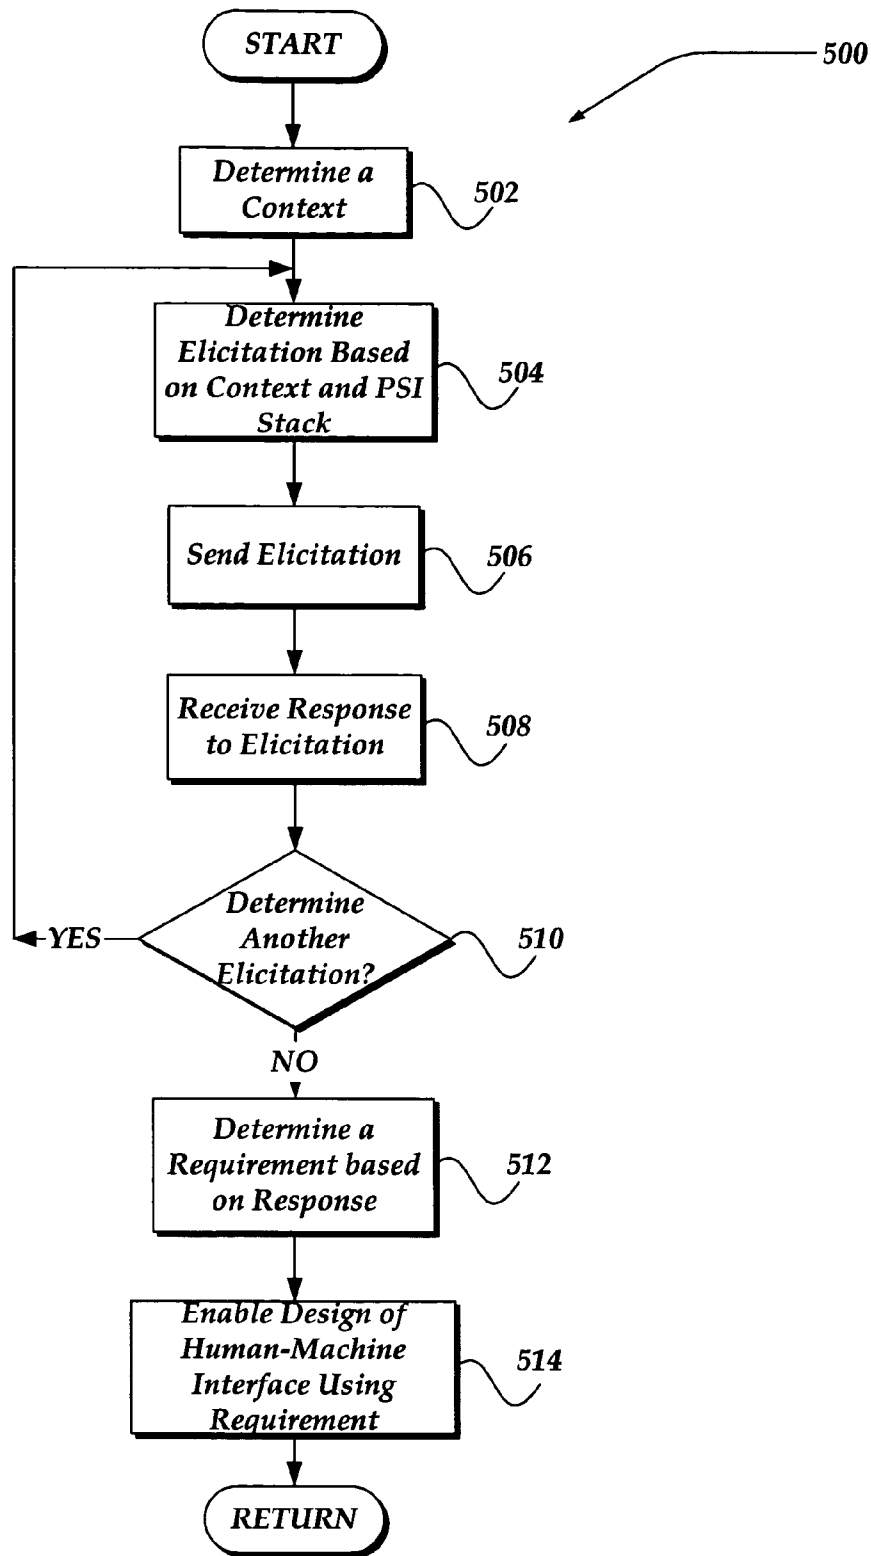 START
500
Determine a
Context
502
Determine
Elicitation Based
on Context and PSI
Stack
504
Send Elicitation
506
Receive Response
to Elicitation
508
Determine
Another
Elicitation?
YES
510
NO
Determine a
Requirement based
on Response
512
Enable Design of
Human-Machine
Interface Using
Requirement
514
RETURN